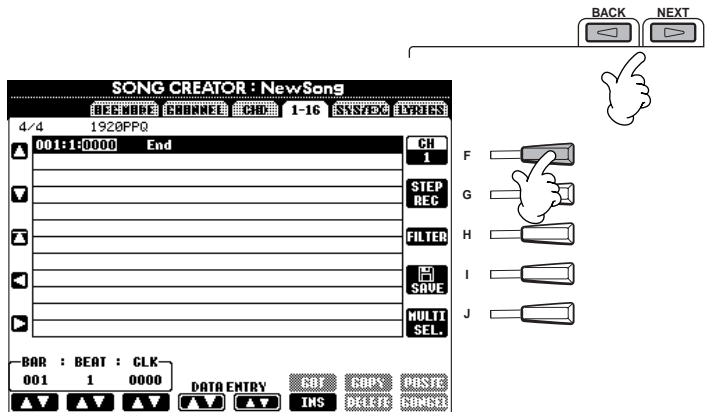 BACK NEXT
SONG CREATOR : NewSong
REC MODE CHANNEL CHD 1-16 SYS/EX. LYRICS
4/4 1920PPQ
001:1:0000 End
CH
1
F
STEP
REC
G
FILTER
H
SAVE
I
MULTI
SEL.
J
BAR : BEAT : CLK
001 1 0000
DATA ENTRY
CUT COPY PASTE
INS DELETE CANCEL